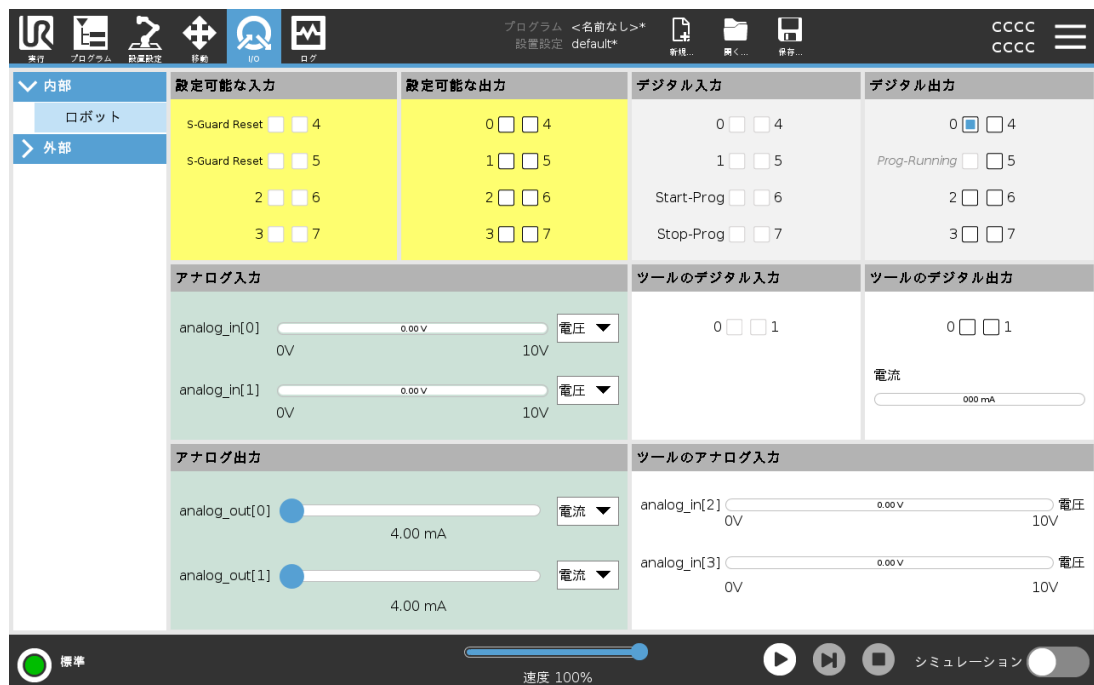 プログラム <名前なし>*
設置設定 default*
実行 プログラム 設置設定 移動 I/O ログ
新規... 開く... 保存...
CCCC
CCCC
内部
ロボット
外部
設定可能な入力
S-Guard Reset 4
S-Guard Reset 5
2 6
3 7
設定可能な出力
0 4
1 5
2 6
3 7
デジタル入力
0 4
1 5
Start-Prog 6
Stop-Prog 7
デジタル出力
0 4
Prog-Running 5
2 6
3 7
アナログ入力
analog_in[0] 0.00 V 電圧
0V 10V
analog_in[1] 0.00 V 電圧
0V 10V
ツールのデジタル入力
0 1
ツールのデジタル出力
0 1
電流
000 mA
アナログ出力
analog_out[0] 電流
4.00 mA
analog_out[1] 電流
4.00 mA
ツールのアナログ入力
analog_in[2] 0.00 V 電圧
0V 10V
analog_in[3] 0.00 V 電圧
0V 10V
標準
速度 100%
シミュレーション